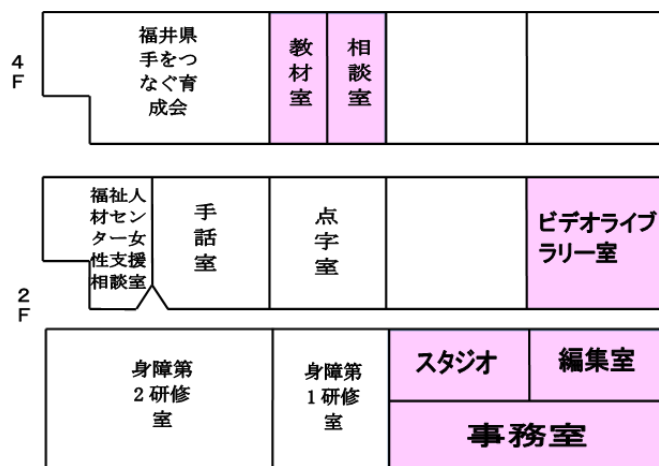 4
F
福井県
手をつ
なぐ育
成会
教
材
室
相
談
室
2
F
福祉人
材セン
ター女
性支援
相談室
手
話
室
点
字
室
ビデオライブ
ラリー室
身障第
2研修
室
身障第
1研修
室
スタジオ
編集室
事務室